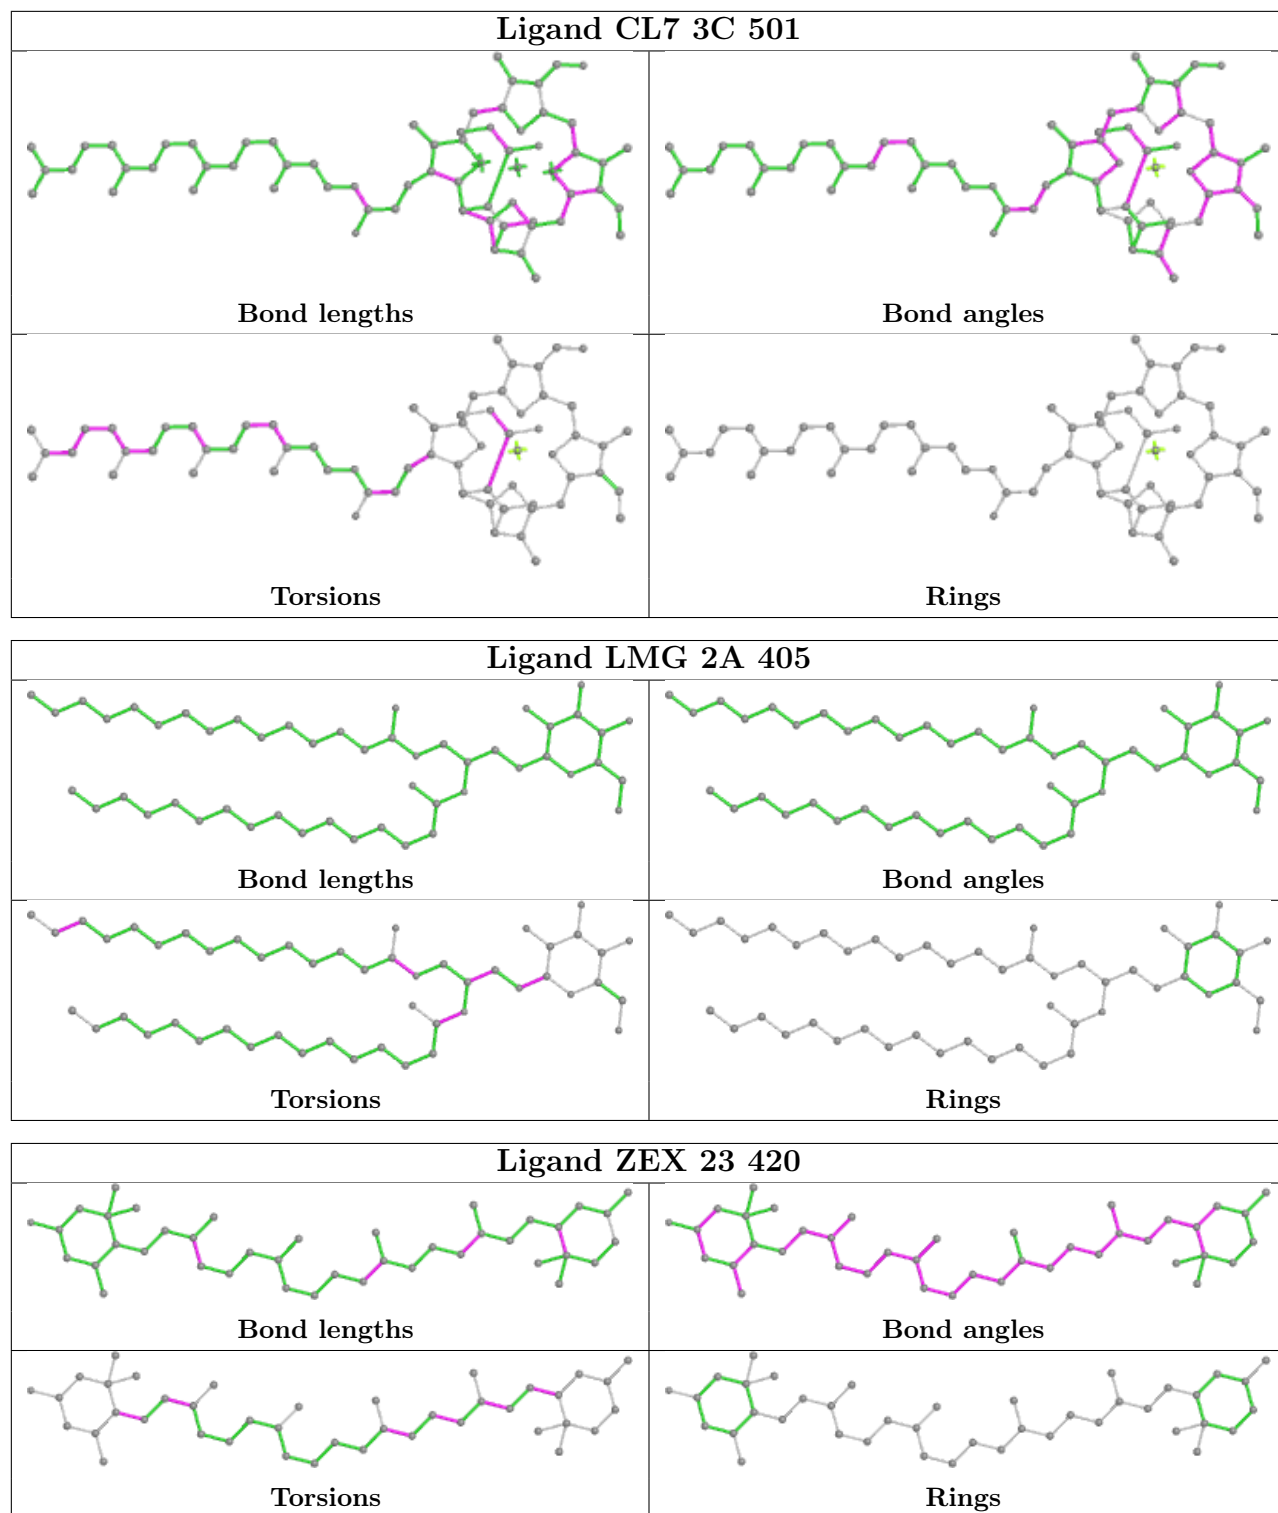 Ligand CL7 3C 501
Bond lengths
Bond angles
Torsions
Rings
Ligand LMG 2A 405
Bond lengths
Bond angles
Torsions
Rings
Ligand ZEX 23 420
Bond lengths
Bond angles
Torsions
Rings